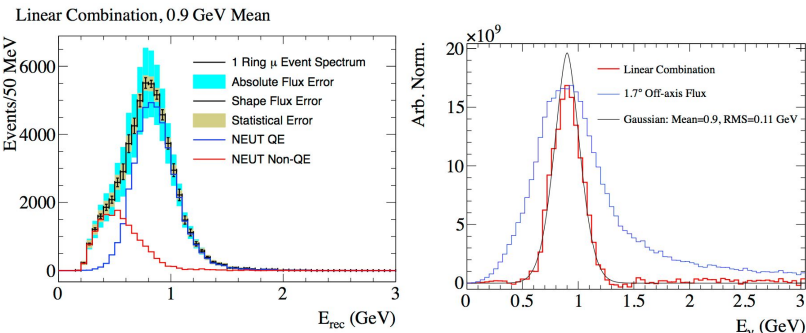 Linear Combination, 0.9 GeV Mean
Events/50 MeV
6000
4000
2000
0
1 Ring μ Event Spectrum
Absolute Flux Error
Shape Flux Error
Statistical Error
NEUT QE
NEUT Non-QE
0 1 2 3
E_rec (GeV)
×10⁹
Arb. Norm.
20
15
10
5
0
Linear Combination
1.7° Off-axis Flux
Gaussian: Mean=0.9, RMS=0.11 GeV
0 0.5 1 1.5 2 2.5 3
E_ν (GeV)